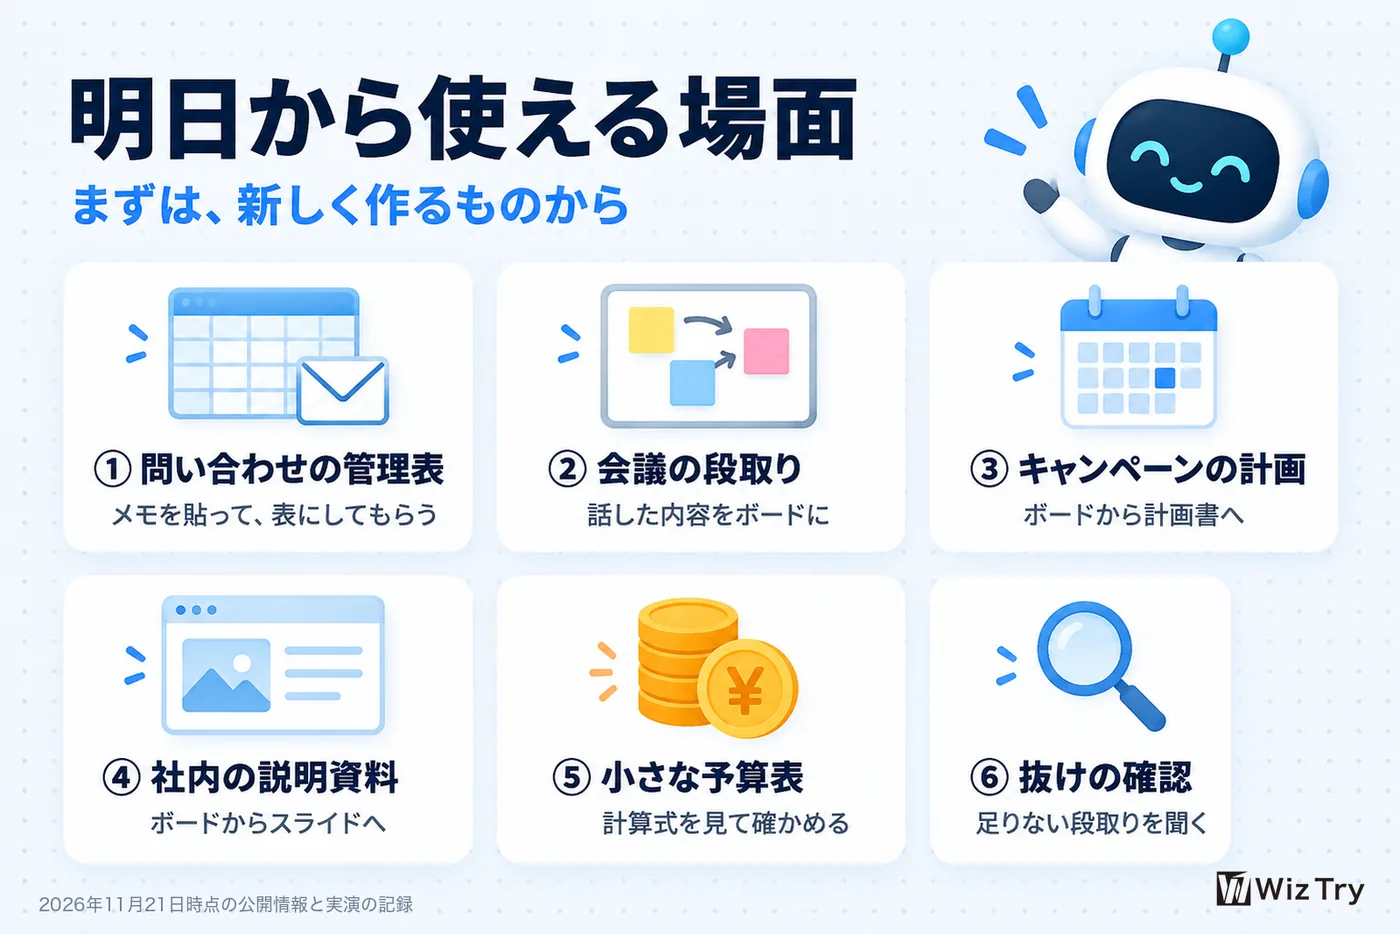 明日から使える場面
まずは、新しく作るものから
① 問い合わせの管理表
メモを貼って、表にしてもらう
② 会議の段取り
話した内容をボードに
③ キャンペーンの計画
ボードから計画書へ
④ 社内の説明資料
ボードからスライドへ
⑤ 小さな予算表
計算式を見て確かめる
⑥ 抜けの確認
足りない段取りを聞く
2026年11月21日時点の公開情報と実演の記録
Wiz Try